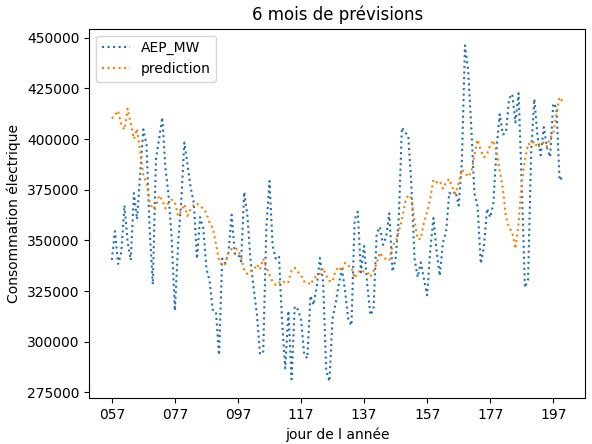 6 mois de prévisions
AEP_MW
prediction
Consommation électrique
450000
425000
400000
375000
350000
325000
300000
275000
057 077 097 117 137 157 177 197
jour de l année